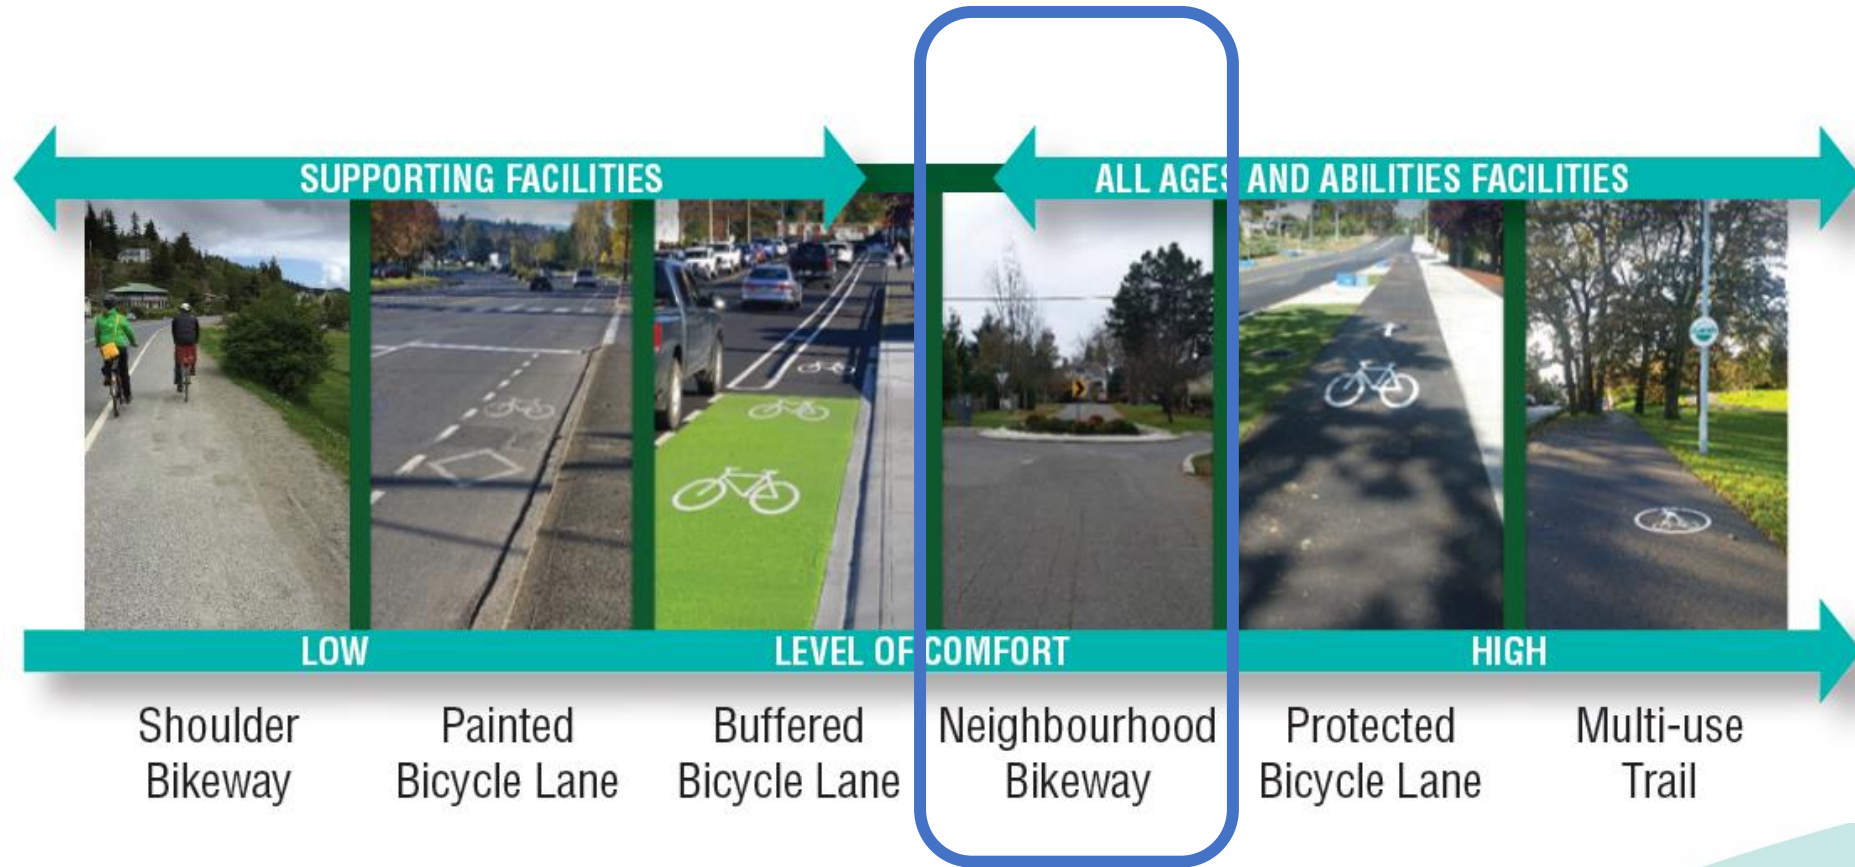 SUPPORTING FACILITIES
ALL AGES AND ABILITIES FACILITIES
LOW
LEVEL OF COMFORT
HIGH
Shoulder
Bikeway
Painted
Bicycle Lane
Buffered
Bicycle Lane
Neighbourhood
Bikeway
Protected
Bicycle Lane
Multi-use
Trail